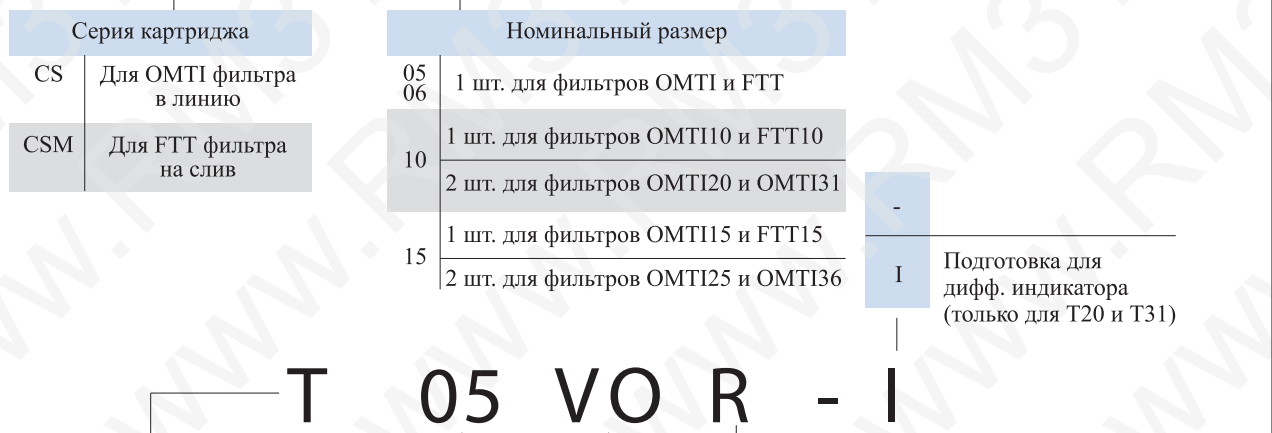 Серия картриджа
CS Для OMTI фильтра
в линию
CSM Для FTT фильтра
на слив
Номинальный размер
05
06
1 шт. для фильтров OMTI и FTT
10
1 шт. для фильтров OMTI10 и FTT10
2 шт. для фильтров OMTI20 и OMTI31
15
1 шт. для фильтров OMTI15 и FTT15
2 шт. для фильтров OMTI25 и OMTI36
-
I
Подготовка для
дифф. индикатора
(только для T20 и T31)
T 05 VO R - I